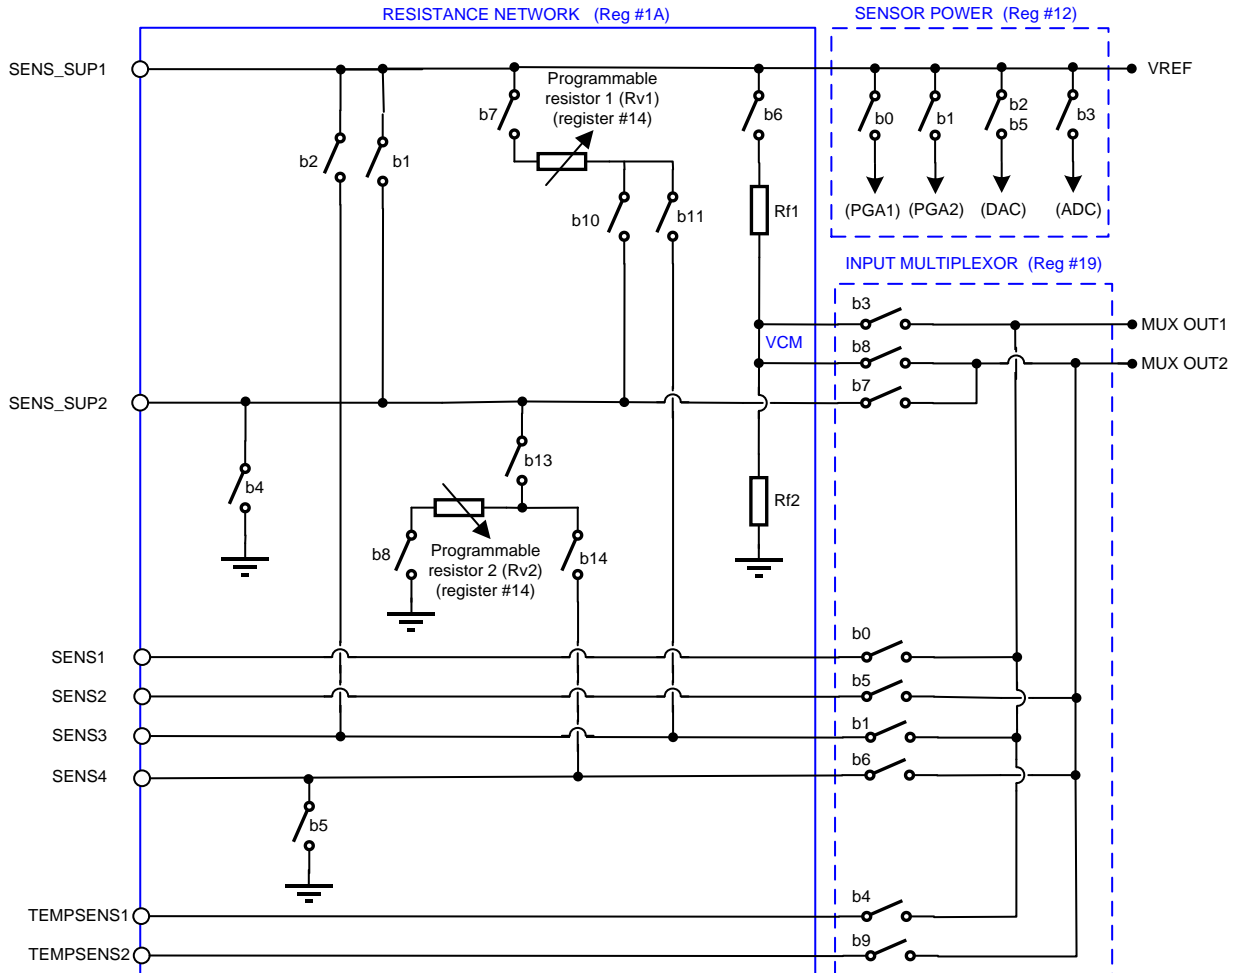 RESISTANCE NETWORK (Reg #1A)
SENSOR POWER (Reg #12)
SENS_SUP1
VREF
Programmable
resistor 1 (Rv1)
(register #14)
b7
b6
b0
b1
b2
b5
b3
b2
b1
b10
b11
Rf1
(PGA1)
(PGA2)
(DAC)
(ADC)
INPUT MULTIPLEXOR (Reg #19)
b3
MUX OUT1
VCM
b8
MUX OUT2
b7
SENS_SUP2
b13
b4
Rf2
b8
Programmable
resistor 2 (Rv2)
(register #14)
b14
SENS1
b0
SENS2
b5
SENS3
b1
SENS4
b6
b5
TEMPSENS1
b4
TEMPSENS2
b9